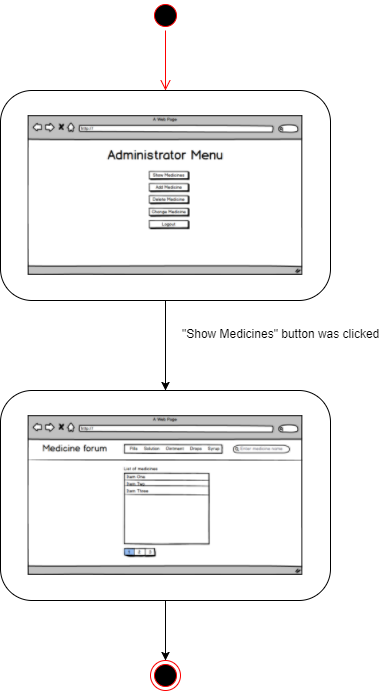 A Web Page
http://
Administrator Menu
Show Medicines
Add Medicine
Delete Medicine
Change Medicine
Logout
"Show Medicines" button was clicked
A Web Page
http://
Medicine forum
Pills Solution Ointment Drops Syrup
Enter medicine name
List of medicines
Item One
Item Two
Item Three
1 2 3